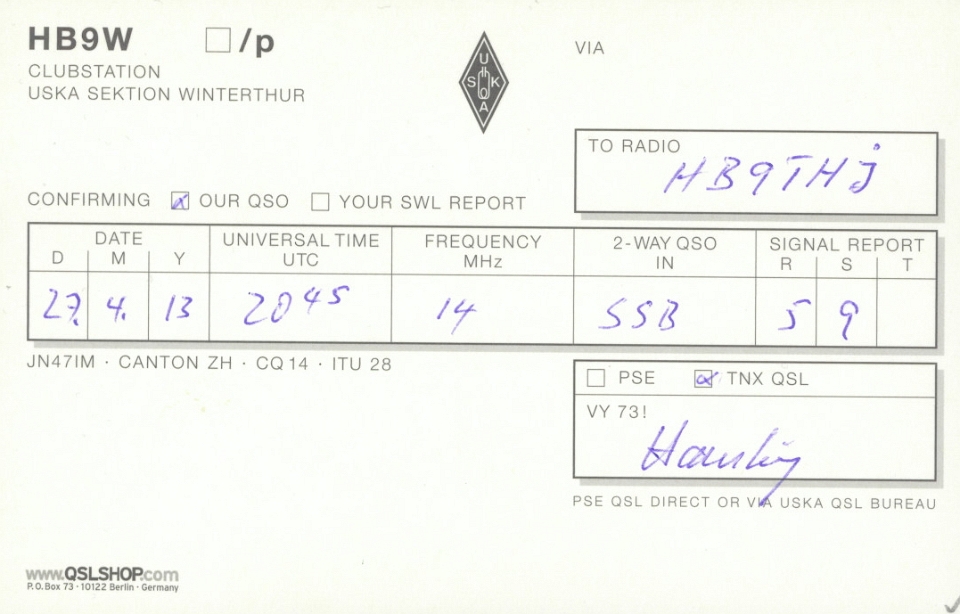 HB9W /p
CLUBSTATION
USKA SEKTION WINTERTHUR
USKA
VIA
TO RADIO
HB9THJ
CONFIRMING OUR QSO YOUR SWL REPORT
DATE UNIVERSAL TIME FREQUENCY 2-WAY QSO SIGNAL REPORT
D M Y UTC MHz IN R S T
27. 4. 13 2045 14 SSB 5 9
JN47IM · CANTON ZH · CQ 14 · ITU 28
PSE TNX QSL
VY 73!
PSE QSL DIRECT OR VIA USKA QSL BUREAU
www.QSLSHOP.com
P.O.Box 73 · 10122 Berlin · Germany